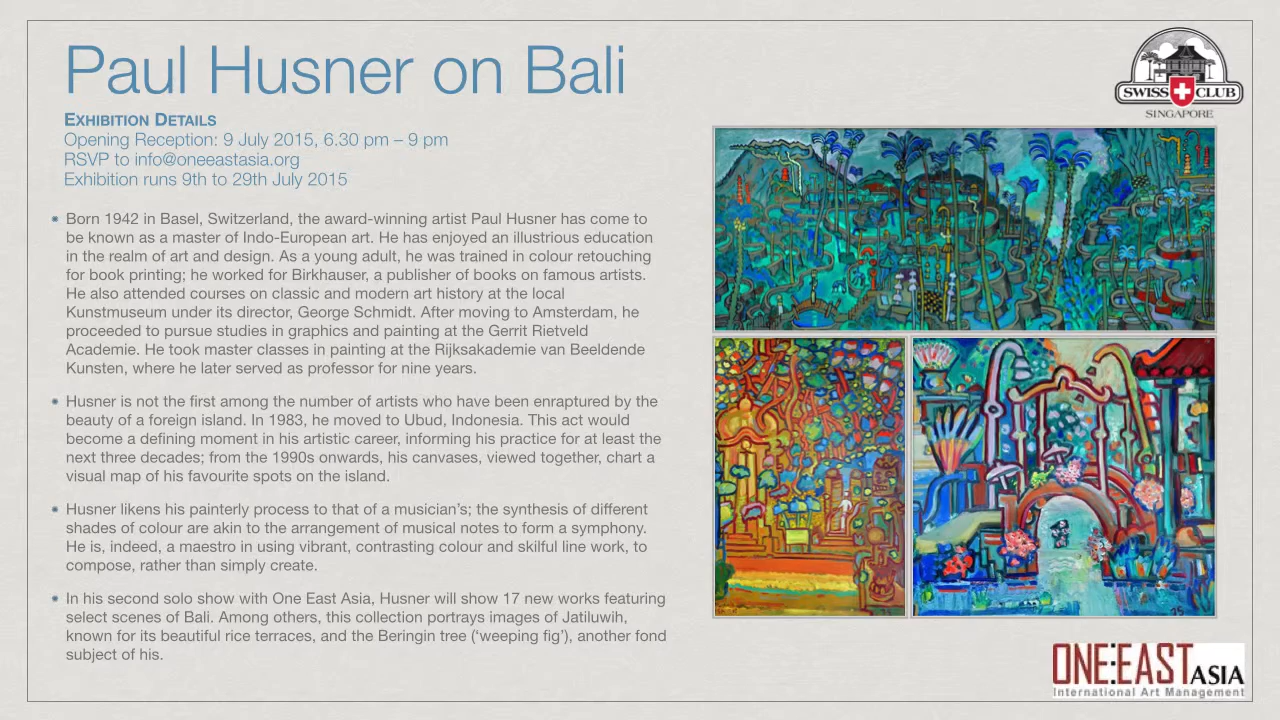 Paul Husner on Bali
EXHIBITION DETAILS
Opening Reception: 9 July 2015, 6.30 pm – 9 pm
RSVP to info@oneeastasia.org
Exhibition runs 9th to 29th July 2015
Born 1942 in Basel, Switzerland, the award-winning artist Paul Husner has come to
be known as a master of Indo-European art. He has enjoyed an illustrious education
in the realm of art and design. As a young adult, he was trained in colour retouching
for book printing; he worked for Birkhauser, a publisher of books on famous artists.
He also attended courses on classic and modern art history at the local
Kunstmuseum under its director, George Schmidt. After moving to Amsterdam, he
proceeded to pursue studies in graphics and painting at the Gerrit Rietveld
Academie. He took master classes in painting at the Rijksakademie van Beeldende
Kunsten, where he later served as professor for nine years.
Husner is not the first among the number of artists who have been enraptured by the
beauty of a foreign island. In 1983, he moved to Ubud, Indonesia. This act would
become a defining moment in his artistic career, informing his practice for at least the
next three decades; from the 1990s onwards, his canvases, viewed together, chart a
visual map of his favourite spots on the island.
Husner likens his painterly process to that of a musician's; the synthesis of different
shades of colour are akin to the arrangement of musical notes to form a symphony.
He is, indeed, a maestro in using vibrant, contrasting colour and skilful line work, to
compose, rather than simply create.
In his second solo show with One East Asia, Husner will show 17 new works featuring
select scenes of Bali. Among others, this collection portrays images of Jatiluwih,
known for its beautiful rice terraces, and the Beringin tree ('weeping fig'), another fond
subject of his.
SWISS CLUB
SINGAPORE
ONE:EAST ASIA
International Art Management